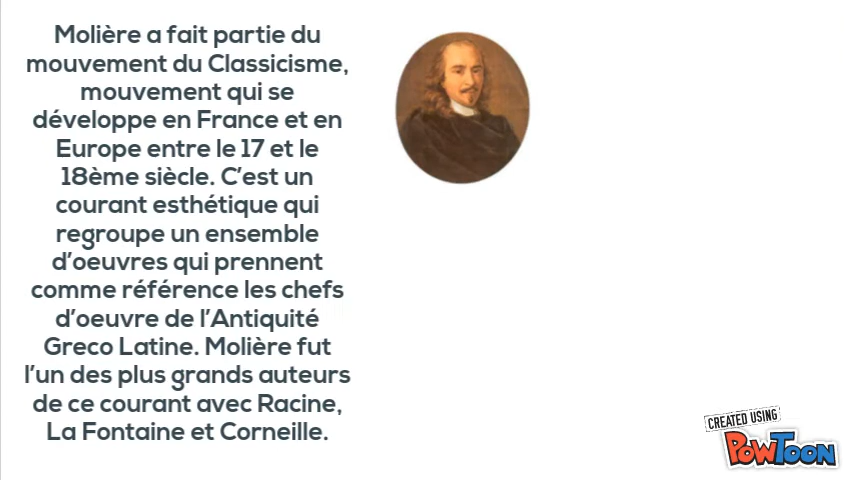 Molière a fait partie du
mouvement du Classicisme,
mouvement qui se
développe en France et en
Europe entre le 17 et le
18ème siècle. C'est un
courant esthétique qui
regroupe un ensemble
d'oeuvres qui prennent
comme référence les chefs
d'oeuvre de l'Antiquité
Greco Latine. Molière fut
l'un des plus grands auteurs
de ce courant avec Racine,
La Fontaine et Corneille.
CREATED USING
POWTOON